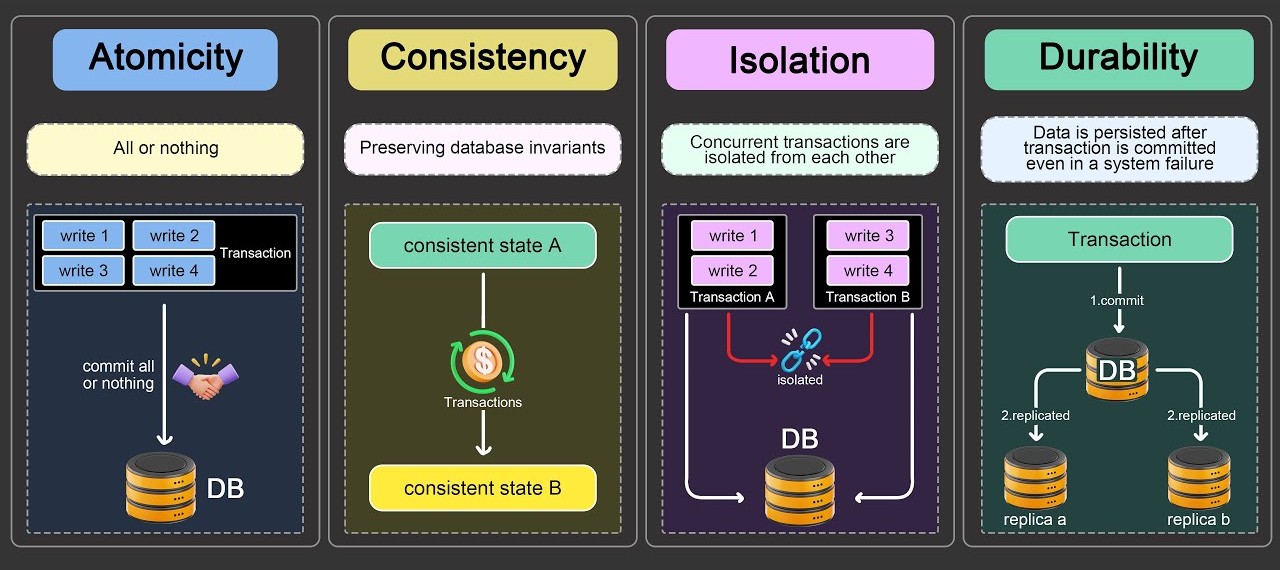 Atomicity
All or nothing
write 1
write 2
write 3
write 4
Transaction
commit all
or nothing
DB
Consistency
Preserving database invariants
consistent state A
$
Transactions
consistent state B
Isolation
Concurrent transactions are
isolated from each other
write 1
write 2
Transaction A
write 3
write 4
Transaction B
isolated
DB
Durability
Data is persisted after
transaction is committed
even in a system failure
Transaction
1.commit
DB
2.replicated
2.replicated
replica a
replica b